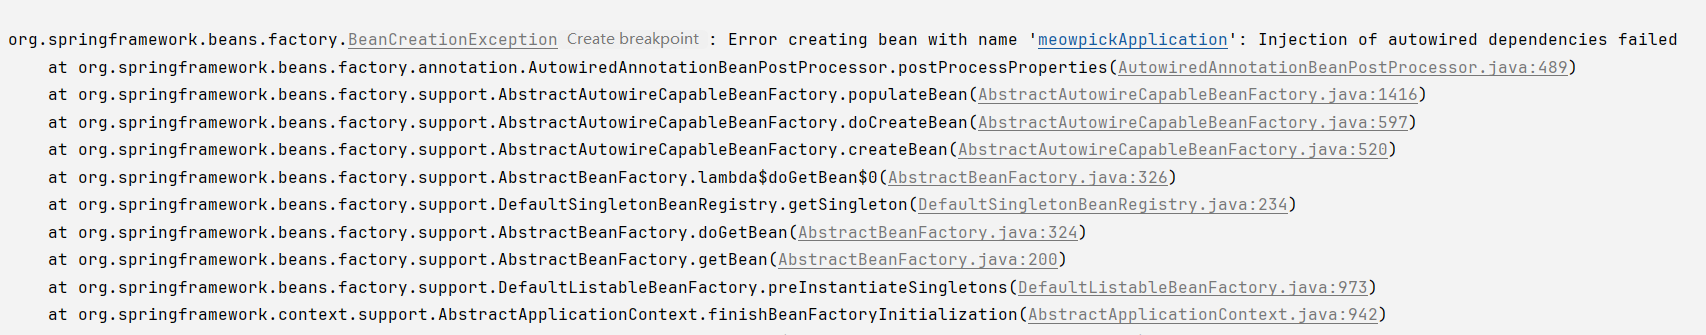 org.springframework.beans.factory.BeanCreationException Create breakpoint : Error creating bean with name 'meowpickApplication': Injection of autowired dependencies failed
at org.springframework.beans.factory.annotation.AutowiredAnnotationBeanPostProcessor.postProcessProperties(AutowiredAnnotationBeanPostProcessor.java:489)
at org.springframework.beans.factory.support.AbstractAutowireCapableBeanFactory.populateBean(AbstractAutowireCapableBeanFactory.java:1416)
at org.springframework.beans.factory.support.AbstractAutowireCapableBeanFactory.doCreateBean(AbstractAutowireCapableBeanFactory.java:597)
at org.springframework.beans.factory.support.AbstractAutowireCapableBeanFactory.createBean(AbstractAutowireCapableBeanFactory.java:520)
at org.springframework.beans.factory.support.AbstractBeanFactory.lambda$doGetBean$0(AbstractBeanFactory.java:326)
at org.springframework.beans.factory.support.DefaultSingletonBeanRegistry.getSingleton(DefaultSingletonBeanRegistry.java:234)
at org.springframework.beans.factory.support.AbstractBeanFactory.doGetBean(AbstractBeanFactory.java:324)
at org.springframework.beans.factory.support.AbstractBeanFactory.getBean(AbstractBeanFactory.java:200)
at org.springframework.beans.factory.support.DefaultListableBeanFactory.preInstantiateSingletons(DefaultListableBeanFactory.java:973)
at org.springframework.context.support.AbstractApplicationContext.finishBeanFactoryInitialization(AbstractApplicationContext.java:942)